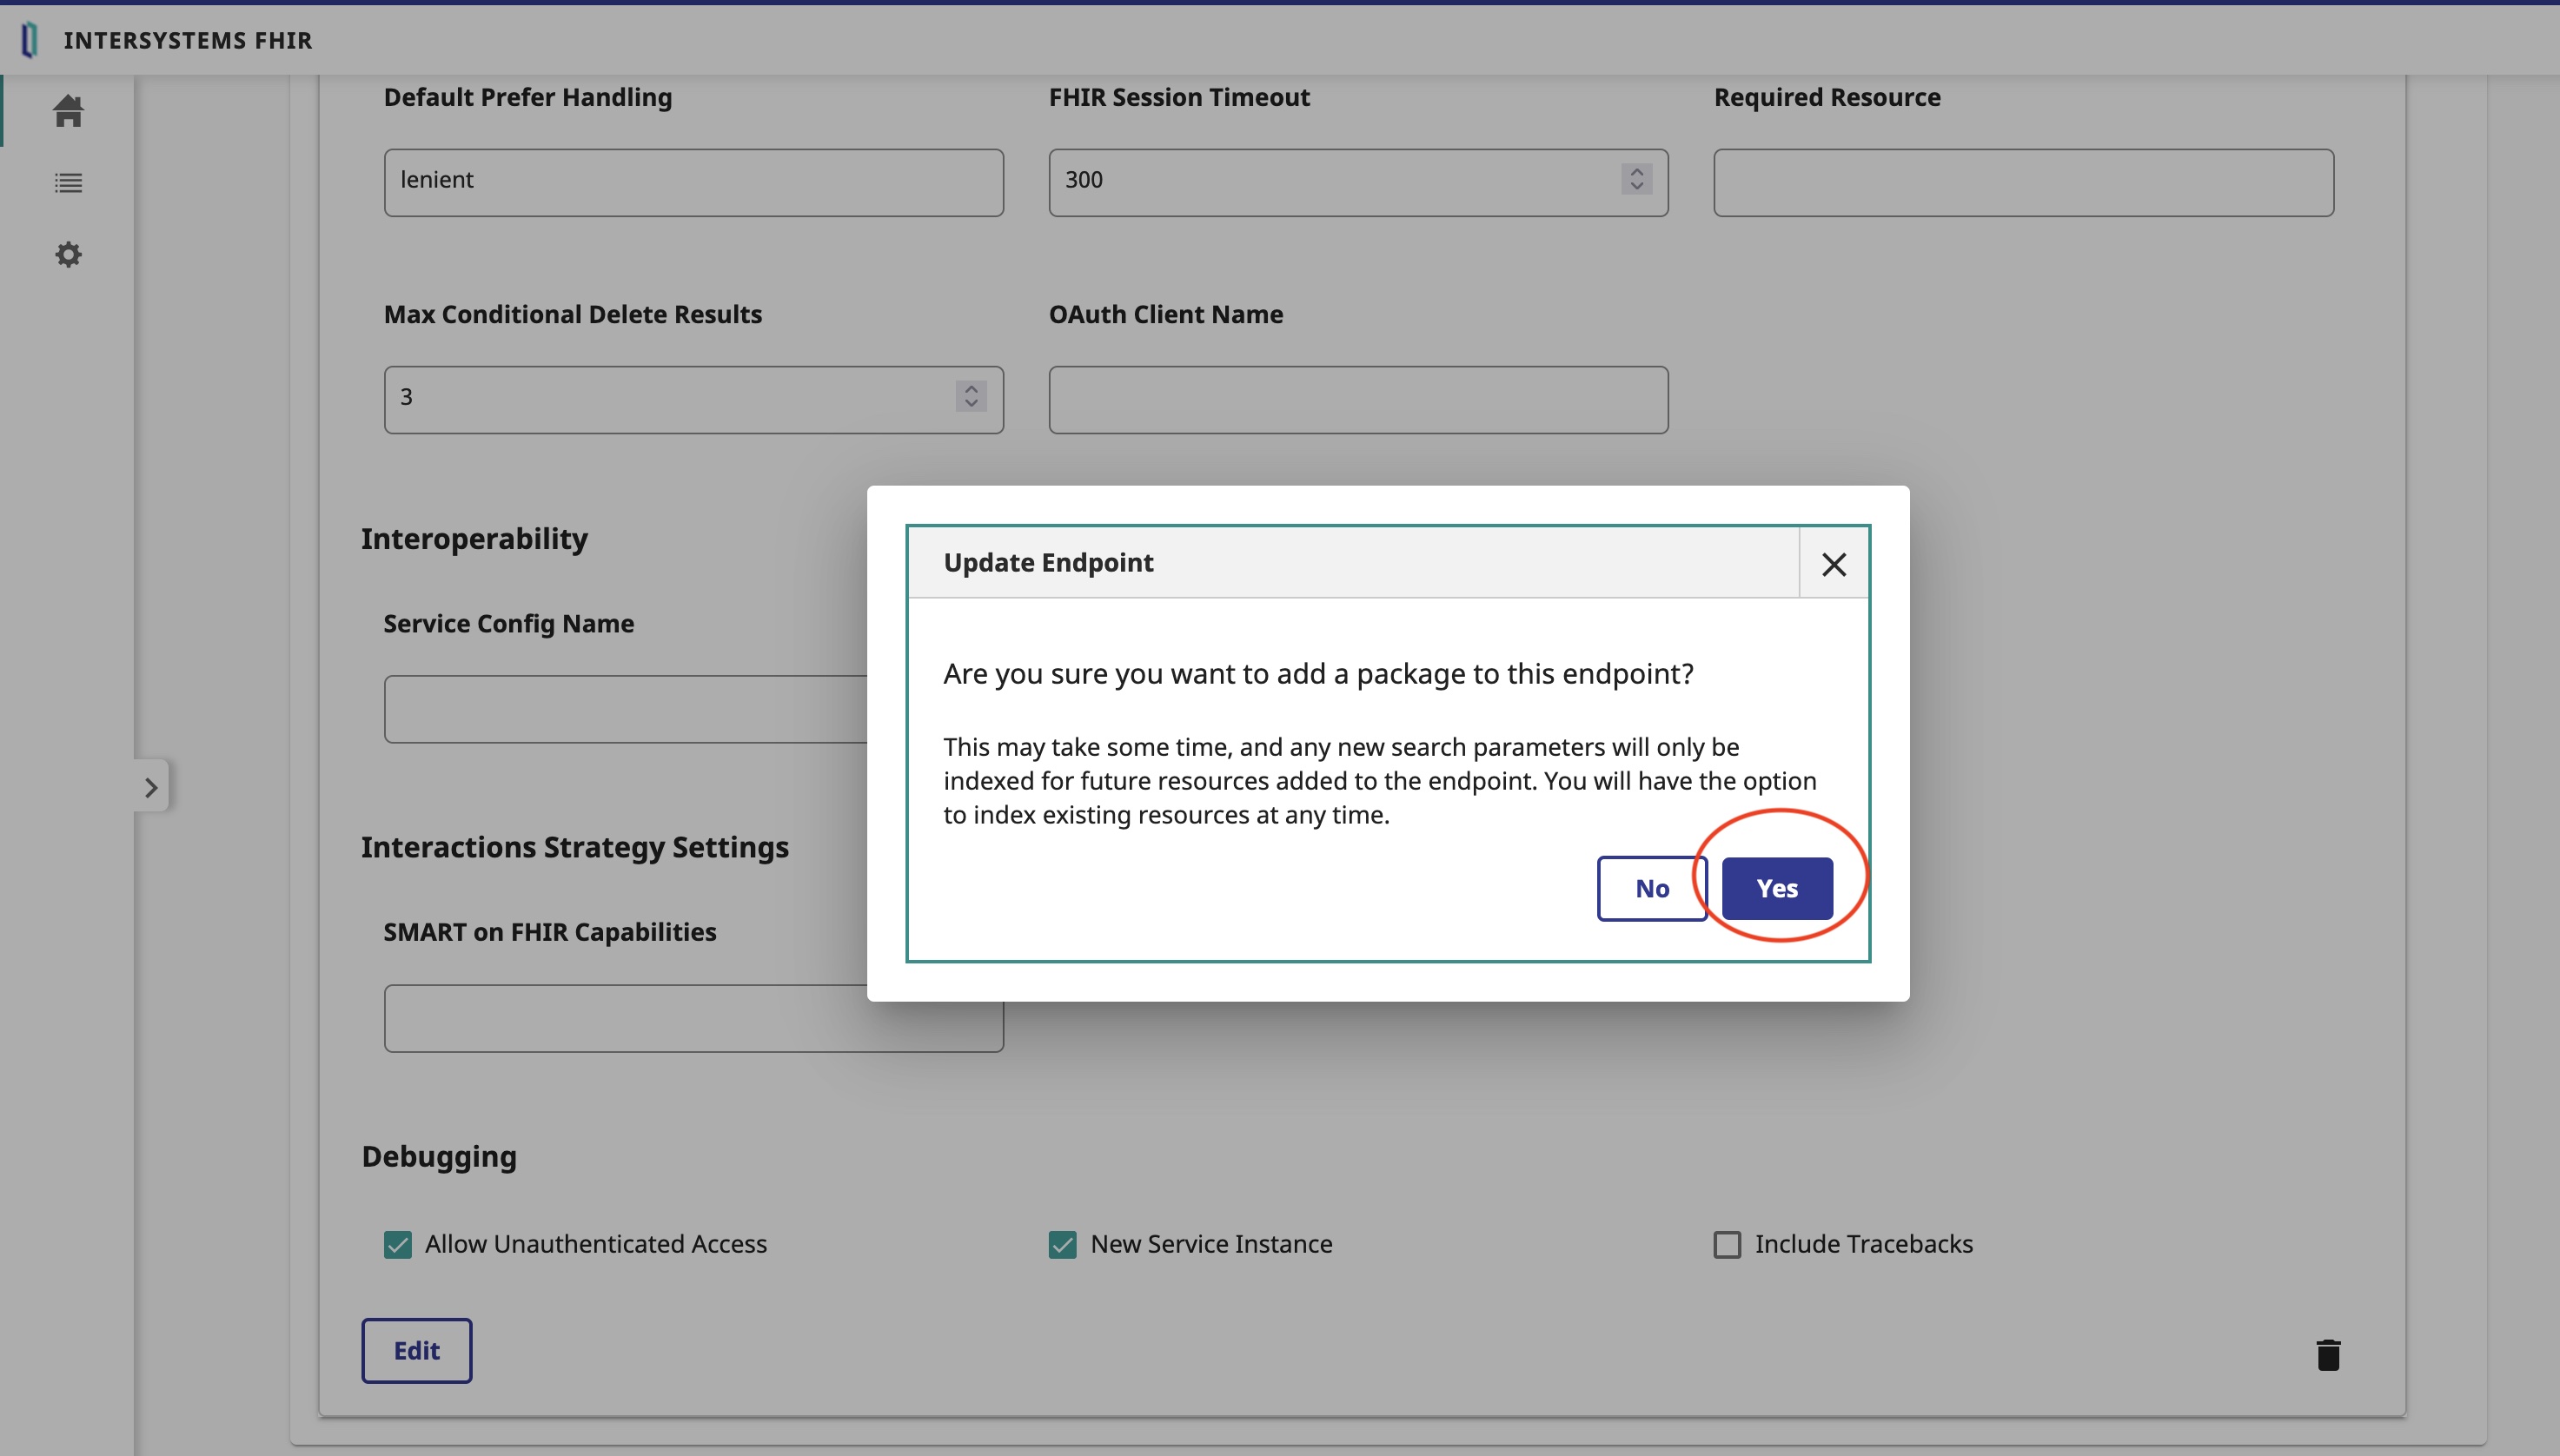 INTERSYSTEMS FHIR
Default Prefer Handling
FHIR Session Timeout
Required Resource
lenient
300
Max Conditional Delete Results
OAuth Client Name
3
Interoperability
Service Config Name
Interactions Strategy Settings
SMART on FHIR Capabilities
Update Endpoint
Are you sure you want to add a package to this endpoint?
This may take some time, and any new search parameters will only be
indexed for future resources added to the endpoint. You will have the option
to index existing resources at any time.
No
Yes
Debugging
Allow Unauthenticated Access
New Service Instance
Include Tracebacks
Edit